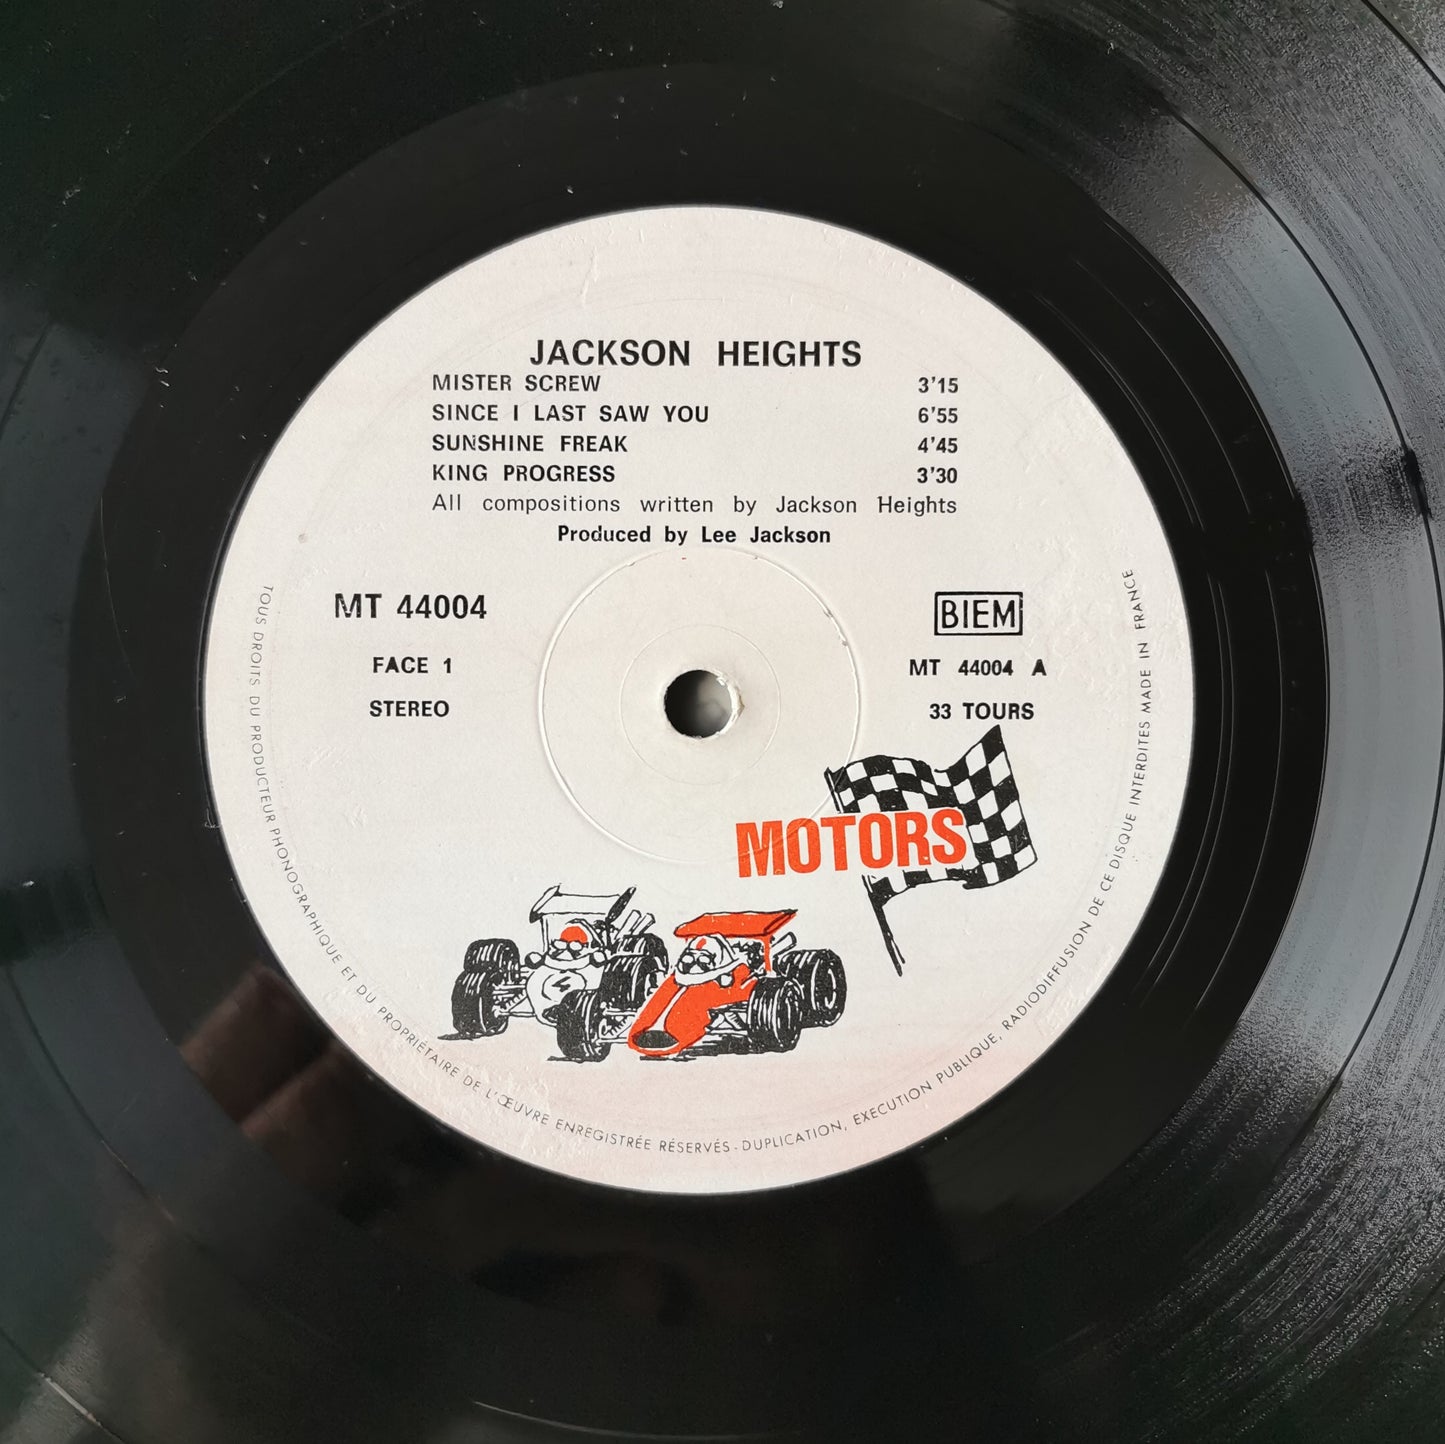 JACKSON HEIGHTS
MISTER SCREW 3'15
SINCE I LAST SAW YOU 6'55
SUNSHINE FREAK 4'45
KING PROGRESS 3'30
All compositions written by Jackson Heights
Produced by Lee Jackson
MT 44004
FACE 1
STEREO
BIEM
MT 44004 A
33 TOURS
MOTORS
4
TOUS DROITS DU PRODUCTEUR PHONOGRAPHIQUE ET DU PROPRIÉTAIRE DE L'ŒUVRE ENREGISTRÉE RÉSERVÉS - DUPLICATION, EXECUTION PUBLIQUE, RADIODIFFUSION DE CE DISQUE INTERDITES MADE IN FRANCE